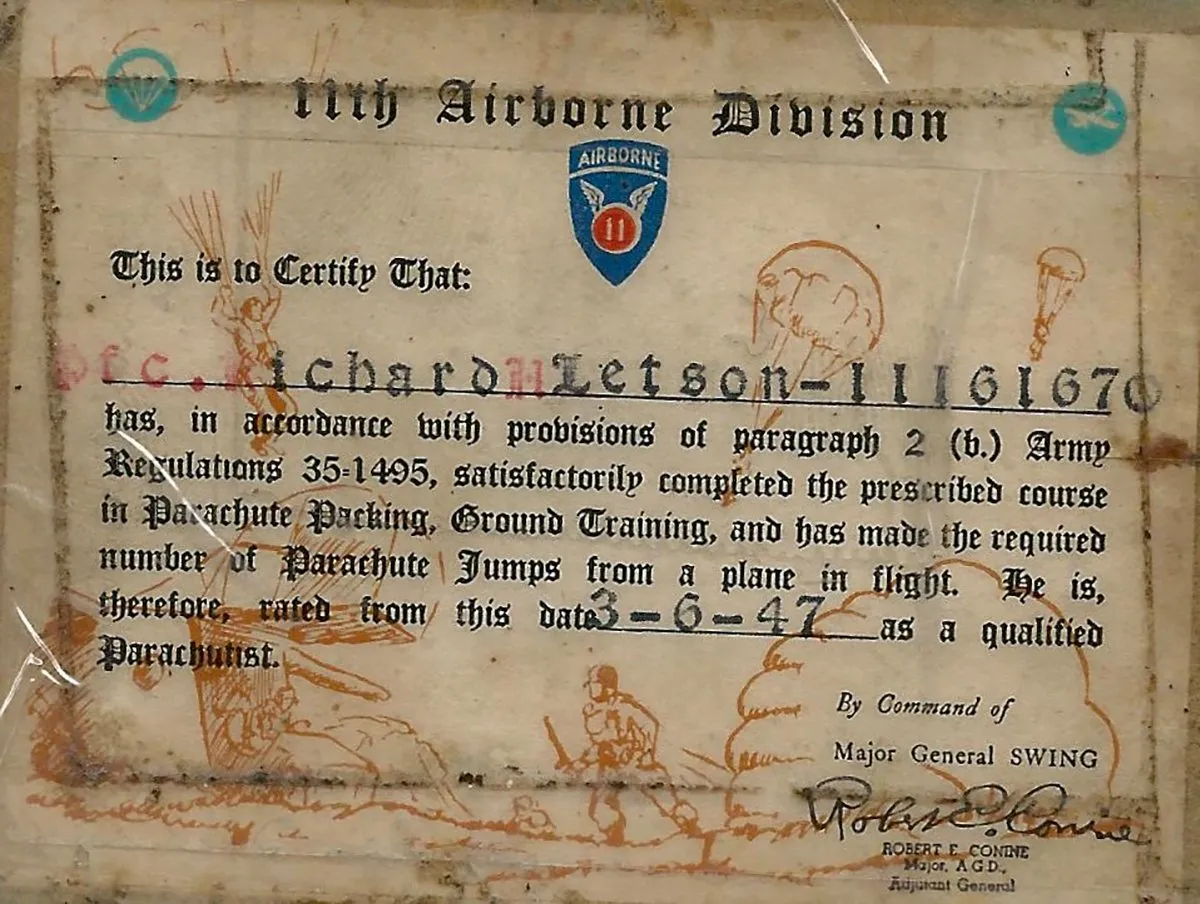 11th Airborne Division
AIRBORNE
11
This is to Certify That:
Pfc. Richard H Letson-11161670
has, in accordance with provisions of paragraph 2 (b.) Army
Regulations 35-1495, satisfactorily completed the prescribed course
in Parachute Packing, Ground Training, and has made the required
number of Parachute Jumps from a plane in flight. He is,
therefore, rated from this date 3-6-47 as a qualified
Parachutist.
By Command of
Major General SWING
Robert E. Conine
ROBERT E. CONINE
Major, A.G.D.,
Adjutant General